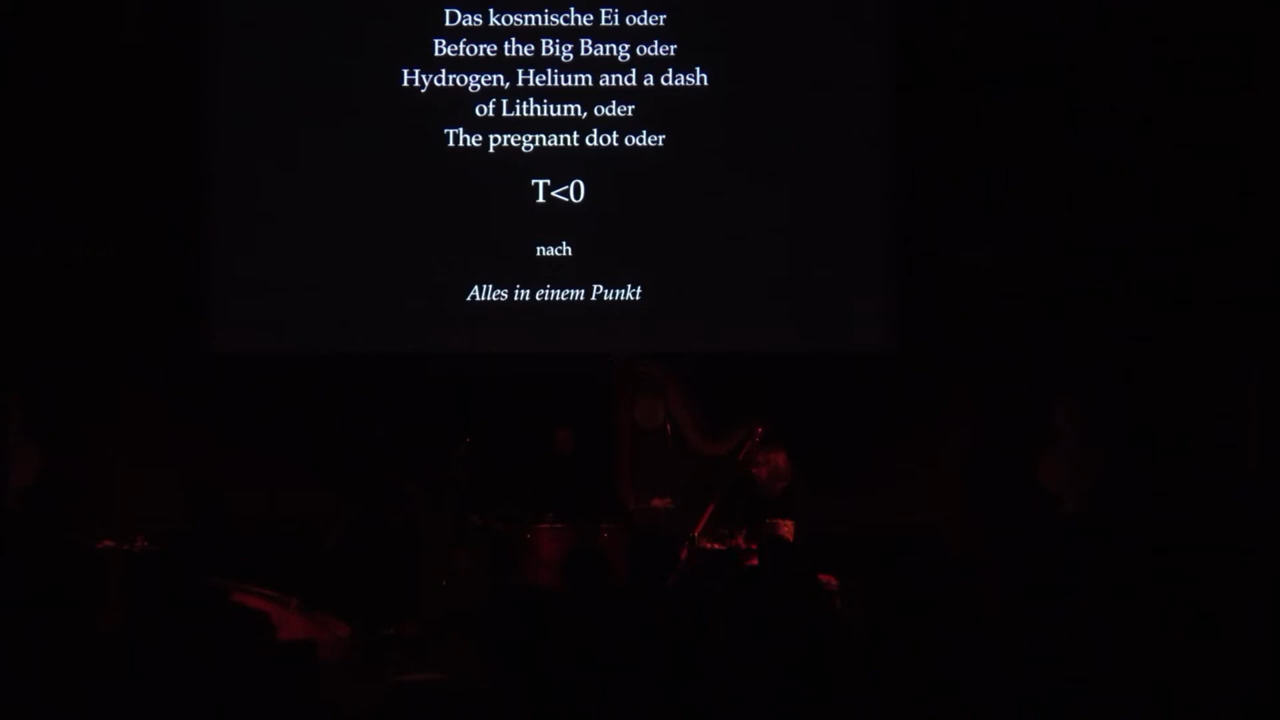 Das kosmische Ei oder
Before the Big Bang oder
Hydrogen, Helium and a dash
of Lithium, oder
The pregnant dot oder
T<0
nach
Alles in einem Punkt